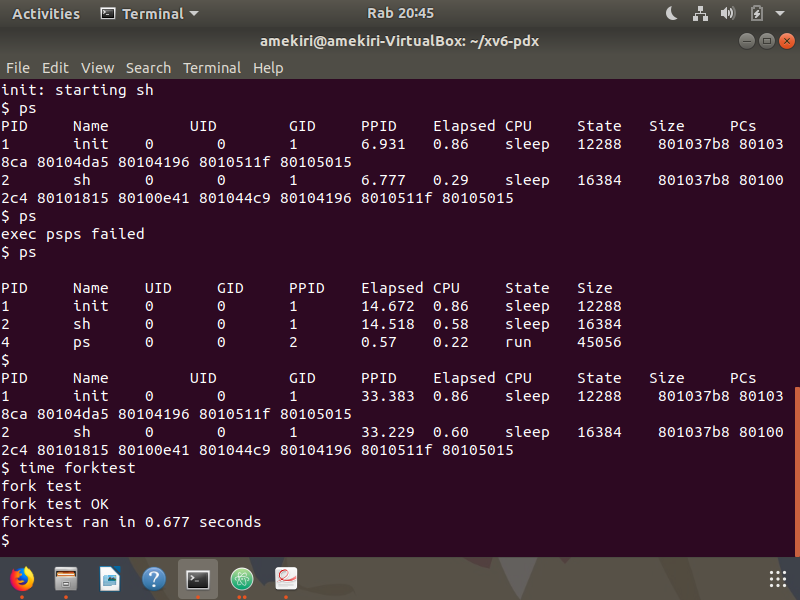 Activities Terminal Rab 20:45
amekiri@amekiri-VirtualBox: ~/xv6-pdx
File Edit View Search Terminal Help
init: starting sh
$ ps
PID Name UID GID PPID Elapsed CPU State Size PCs
1 init 0 0 1 6.931 0.86 sleep 12288 801037b8 80103
8ca 80104da5 80104196 8010511f 80105015
2 sh 0 0 1 6.777 0.29 sleep 16384 801037b8 80100
2c4 80101815 80100e41 801044c9 80104196 8010511f 80105015
$ ps
exec psps failed
$ ps
PID Name UID GID PPID Elapsed CPU State Size
1 init 0 0 1 14.672 0.86 sleep 12288
2 sh 0 0 1 14.518 0.58 sleep 16384
4 ps 0 0 2 0.57 0.22 run 45056
$
PID Name UID GID PPID Elapsed CPU State Size PCs
1 init 0 0 1 33.383 0.86 sleep 12288 801037b8 80103
8ca 80104da5 80104196 8010511f 80105015
2 sh 0 0 1 33.229 0.60 sleep 16384 801037b8 80100
2c4 80101815 80100e41 801044c9 80104196 8010511f 80105015
$ time forktest
fork test
fork test OK
forktest ran in 0.677 seconds
$